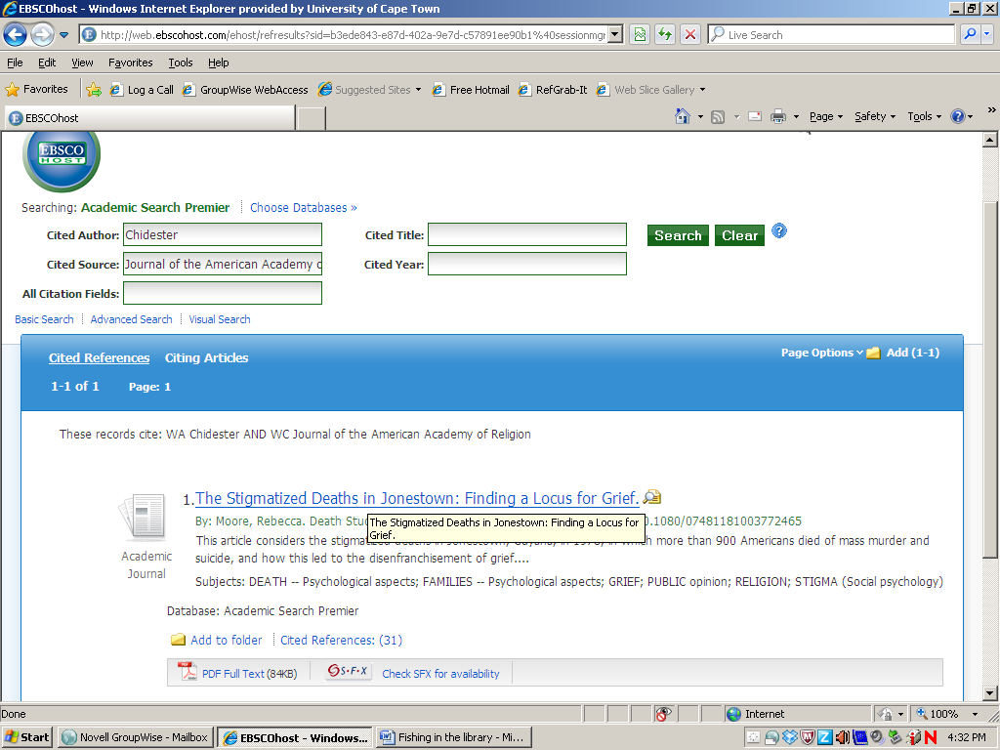 EBSCOhost - Windows Internet Explorer provided by University of Cape Town
http://web.ebscohost.com/ehost/refresults?sid=b3ede843-e87d-402a-9e7d-c57891ee90b1%40sessionmgr
Live Search
File Edit View Favorites Tools Help
Favorites Log a Call GroupWise WebAccess Suggested Sites Free Hotmail RefGrab-It Web Slice Gallery
EBSCOhost
Page Safety Tools »
EBSCO
HOST
Searching: Academic Search Premier Choose Databases »
Cited Author: Chidester Cited Title: Search Clear
Cited Source: Journal of the American Academy o Cited Year:
All Citation Fields:
Basic Search Advanced Search Visual Search
Cited References Citing Articles Page Options Add (1-1)
1-1 of 1 Page: 1
These records cite: WA Chidester AND WC Journal of the American Academy of Religion
1. The Stigmatized Deaths in Jonestown: Finding a Locus for Grief.
By: Moore, Rebecca. Death Stu 0.1080/07481181003772465
The Stigmatized Deaths in Jonestown: Finding a Locus for
Grief.
This article considers the stigmatized deaths in Jonestown, Guyana, in 1978, in which more than 900 Americans died of mass murder and
suicide, and how this led to the disenfranchisement of grief....
Academic
Journal
Subjects: DEATH -- Psychological aspects; FAMILIES -- Psychological aspects; GRIEF; PUBLIC opinion; RELIGION; STIGMA (Social psychology)
Database: Academic Search Premier
Add to folder Cited References: (31)
PDF Full Text (84KB) S·F·X Check SFX for availability
Done Internet 100%
Start Novell GroupWise - Mailbox EBSCOhost - Windows... Fishing in the library - Mi... 4:32 PM